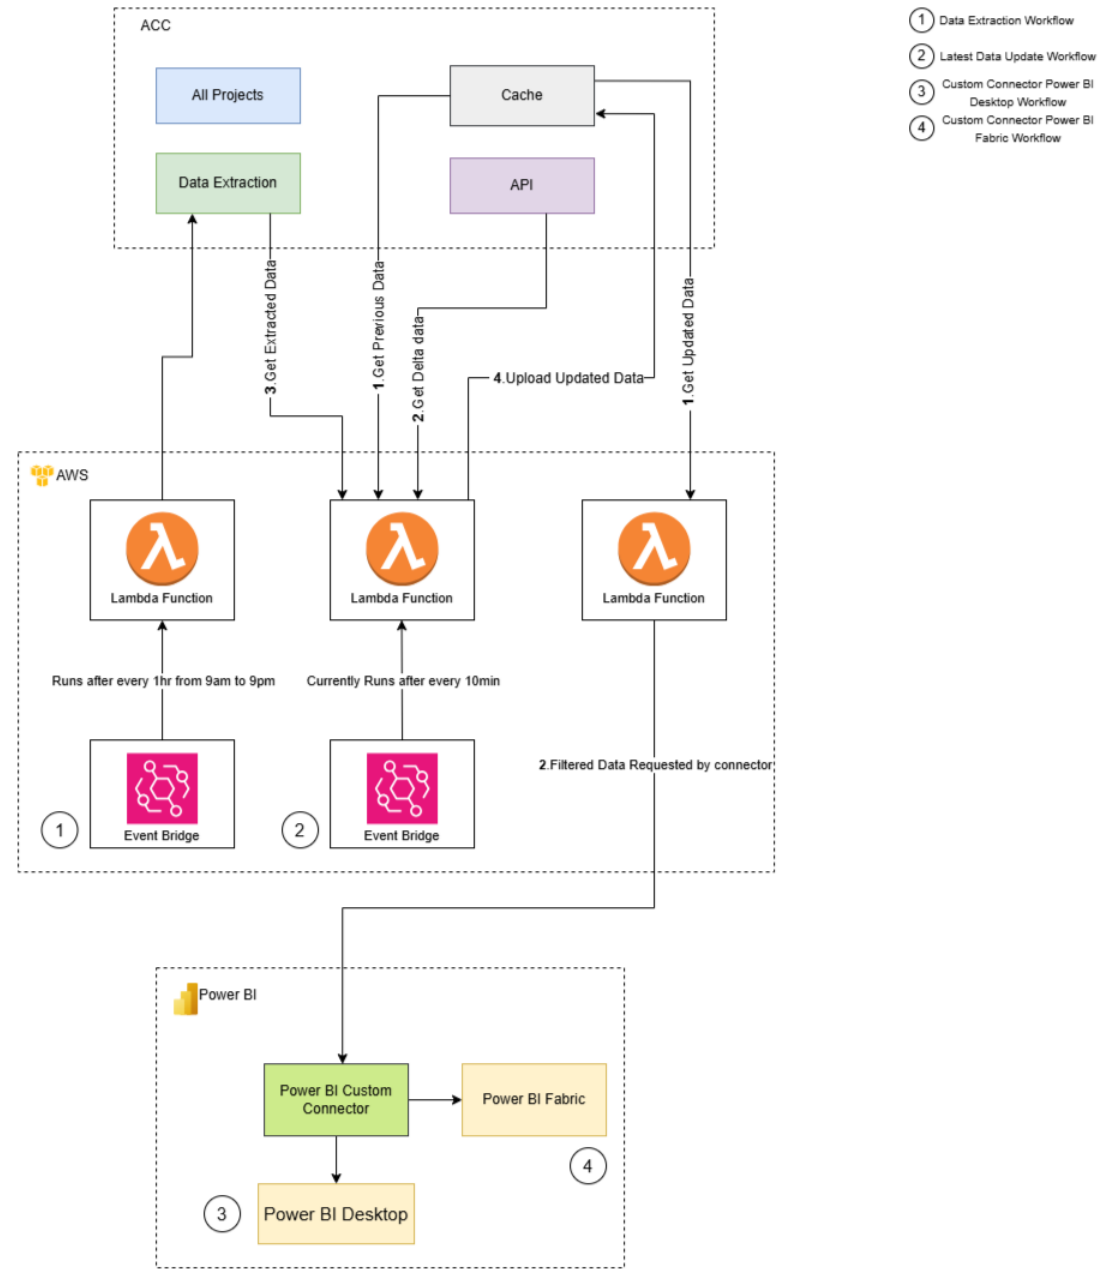 ACC
1
Data Extraction Workflow
2
Latest Data Update Workflow
3
Custom Connector Power BI
Desktop Workflow
4
Custom Connector Power BI
Fabric Workflow
All Projects
Cache
Data Extraction
API
3.Get Extracted Data
1.Get Previous Data
2.Get Delta data
4.Upload Updated Data
1.Get Updated Data
AWS
Lambda Function
Lambda Function
Lambda Function
Runs after every 1hr from 9am to 9pm
Currently Runs after every 10min
2.Filtered Data Requested by connector
1
Event Bridge
2
Event Bridge
Power BI
Power BI Custom
Connector
Power BI Fabric
4
3
Power BI Desktop